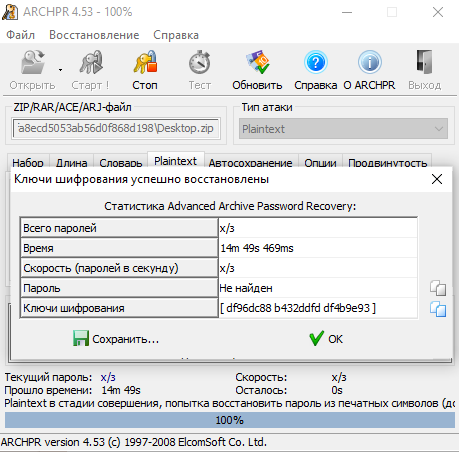 ARCHPR 4.53 - 100%
Файл Восстановление Справка
Открыть Старт ! Стоп Тест Обновить Справка О ARCHPR Выход
ZIP/RAR/ACE/ARJ-файл Тип атаки
'a8ecd5053ab56d0f868d198\Desktop.zip Plaintext
Набор Длина Словарь Plaintext Автосохранение Опции Продвинутость
Ключи шифрования успешно восстановлены
Статистика Advanced Archive Password Recovery:
Всего паролей х/з
Время 14m 49s 469ms
Скорость (паролей в секунду) х/з
Пароль Не найден
Ключи шифрования [ df96dc88 b432ddfd df4b9e93 ]
Сохранить... OK
Текущий пароль: х/з Скорость: х/з
Прошло времени: 14m 49s Осталось: 0s
Plaintext в стадии совершения, попытка восстановить пароль из печатных символов (до
100%
ARCHPR version 4.53 (c) 1997-2008 ElcomSoft Co. Ltd.